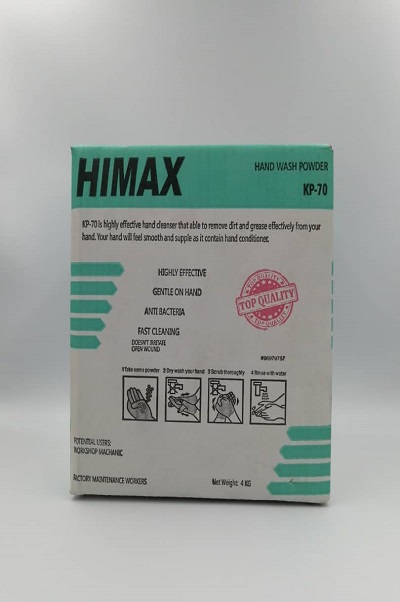 HIMAX
HAND WASH POWDER
KP-70
KP-70 is highly effective hand cleanser that able to remove dirt and grease effectively from your
hand. Your hand will feel smooth and supple as it contain hand conditioner.
HIGHLY EFFECTIVE
GENTLE ON HAND
ANTI BACTERIA
FAST CLEANING
DOESN'T IRRITATE
OPEN WOUND
TOP QUALITY
TOP QUALITY
TOP QUALITY
1 Take some powder 2 Dry wash your hand 3 Scrub thoroughly 4 Rinse with water
POTENTIAL USERS:
WORKSHOP MACHANIC
FACTORY MAINTENANCE WORKERS
Net Weight: 4 KG